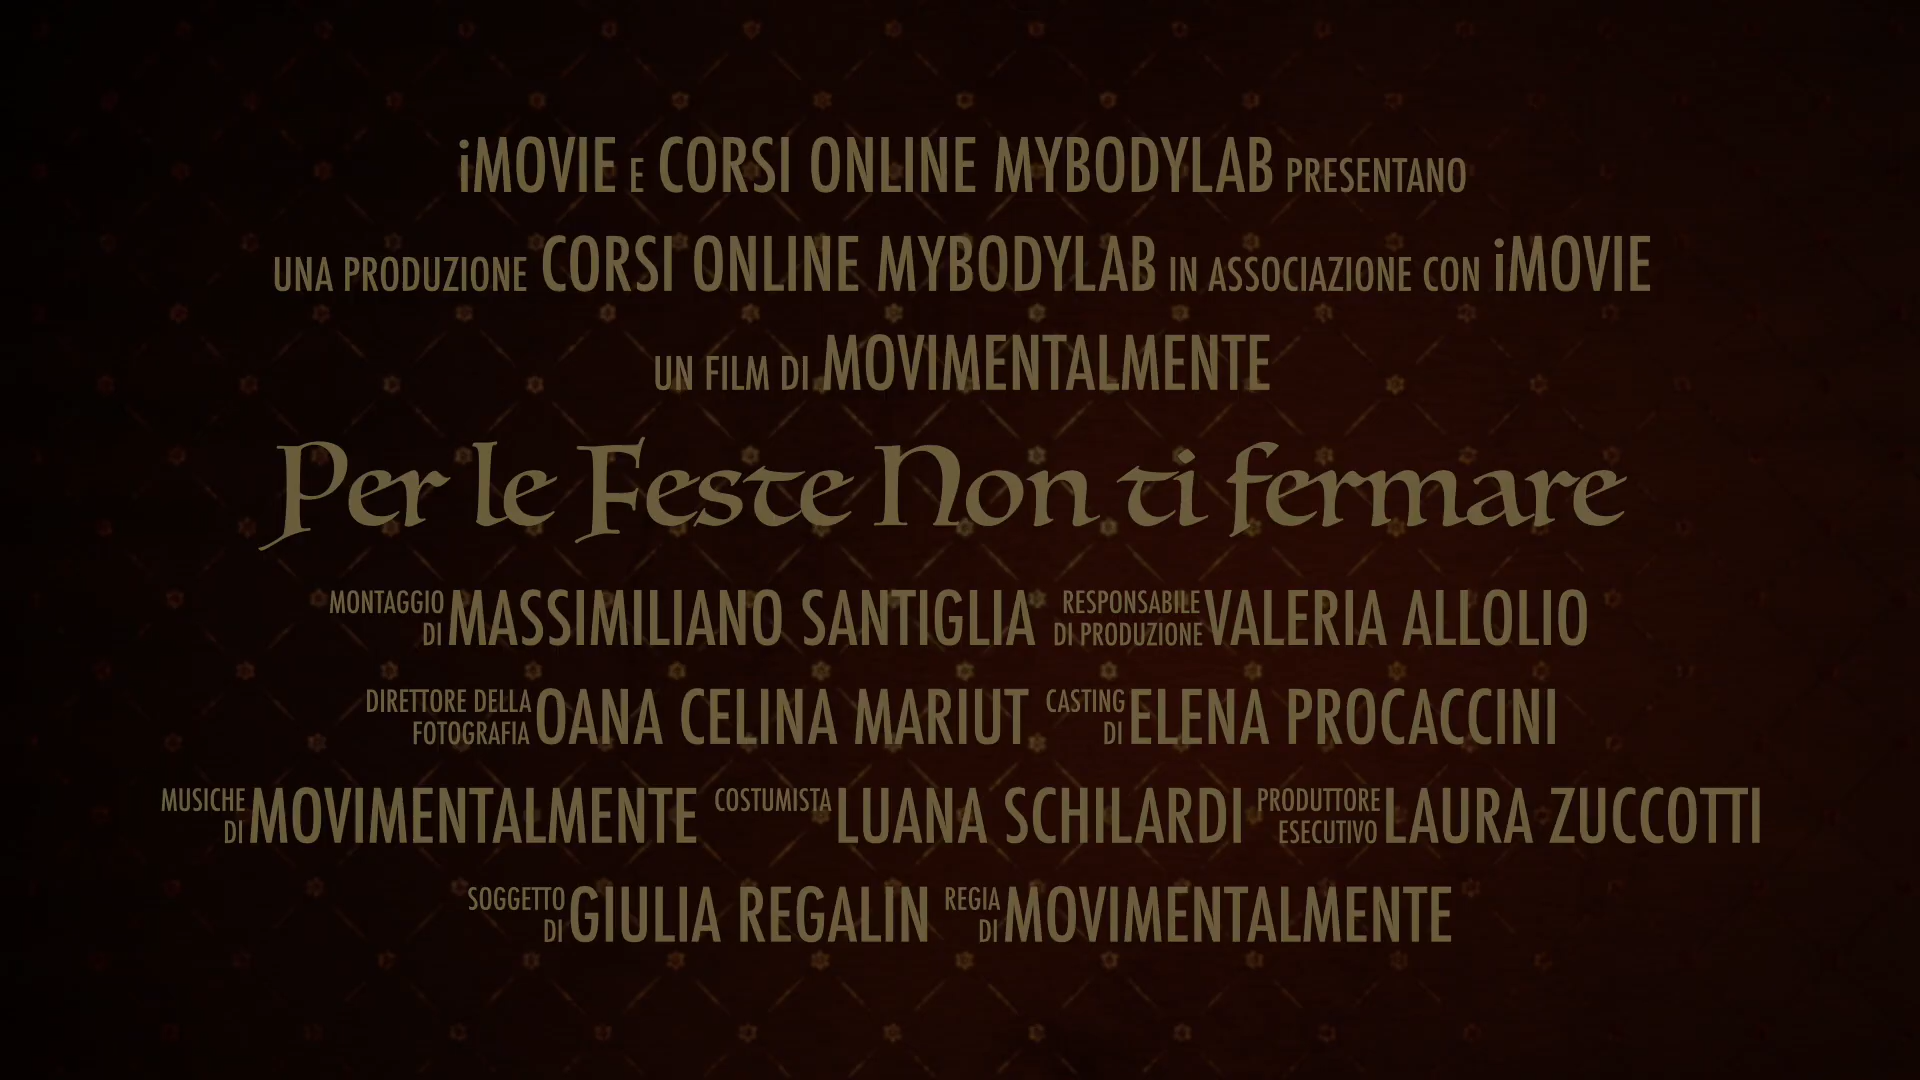 iMOVIE E CORSI ONLINE MYBODYLAB PRESENTANO
UNA PRODUZIONE CORSI ONLINE MYBODYLAB IN ASSOCIAZIONE CON iMOVIE
UN FILM DI MOVIMENTALMENTE
Per le Feste Non ti fermare
MONTAGGIO DI MASSIMILIANO SANTIGLIA RESPONSABILE DI PRODUZIONE VALERIA ALLOLIO
DIRETTORE DELLA FOTOGRAFIA OANA CELINA MARIUT CASTING DI ELENA PROCACCINI
MUSICHE DI MOVIMENTALMENTE COSTUMISTA LUANA SCHILARDI PRODUTTORE ESECUTIVO LAURA ZUCCOTTI
SOGGETTO DI GIULIA REGALIN REGIA DI MOVIMENTALMENTE